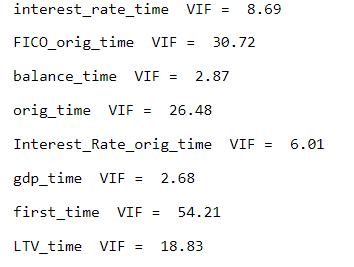 interest_rate_time  VIF =  8.69
FICO_orig_time  VIF =  30.72
balance_time  VIF =  2.87
orig_time  VIF =  26.48
Interest_Rate_orig_time  VIF =  6.01
gdp_time  VIF =  2.68
first_time  VIF =  54.21
LTV_time  VIF =  18.83